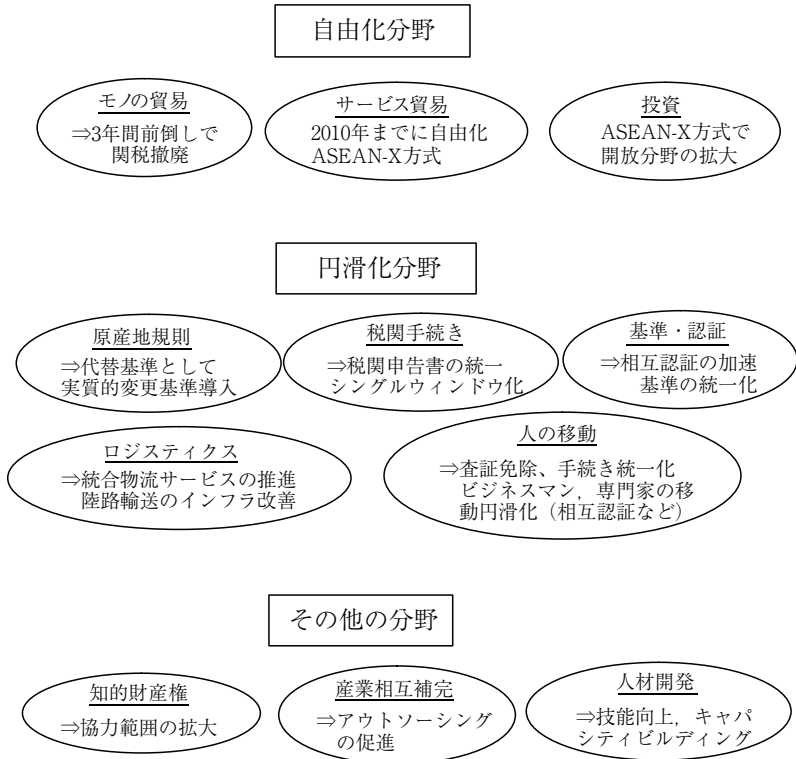 自由化分野
モノの貿易
⇒3年間前倒しで
関税撤廃
サービス貿易
2010年までに自由化
ASEAN-X方式
投資
ASEAN-X方式で
開放分野の拡大
円滑化分野
原産地規則
⇒代替基準として
実質的変更基準導入
税関手続き
⇒税関申告書の統一
シングルウィンドウ化
基準・認証
⇒相互認証の加速
基準の統一化
ロジスティクス
⇒統合物流サービスの推進
陸路輸送のインフラ改善
人の移動
⇒査証免除、手続き統一化
ビジネスマン，専門家の移
動円滑化（相互認証など）
その他の分野
知的財産権
⇒協力範囲の拡大
産業相互補完
⇒アウトソーシング
の促進
人材開発
⇒技能向上，キャパ
シティビルディング